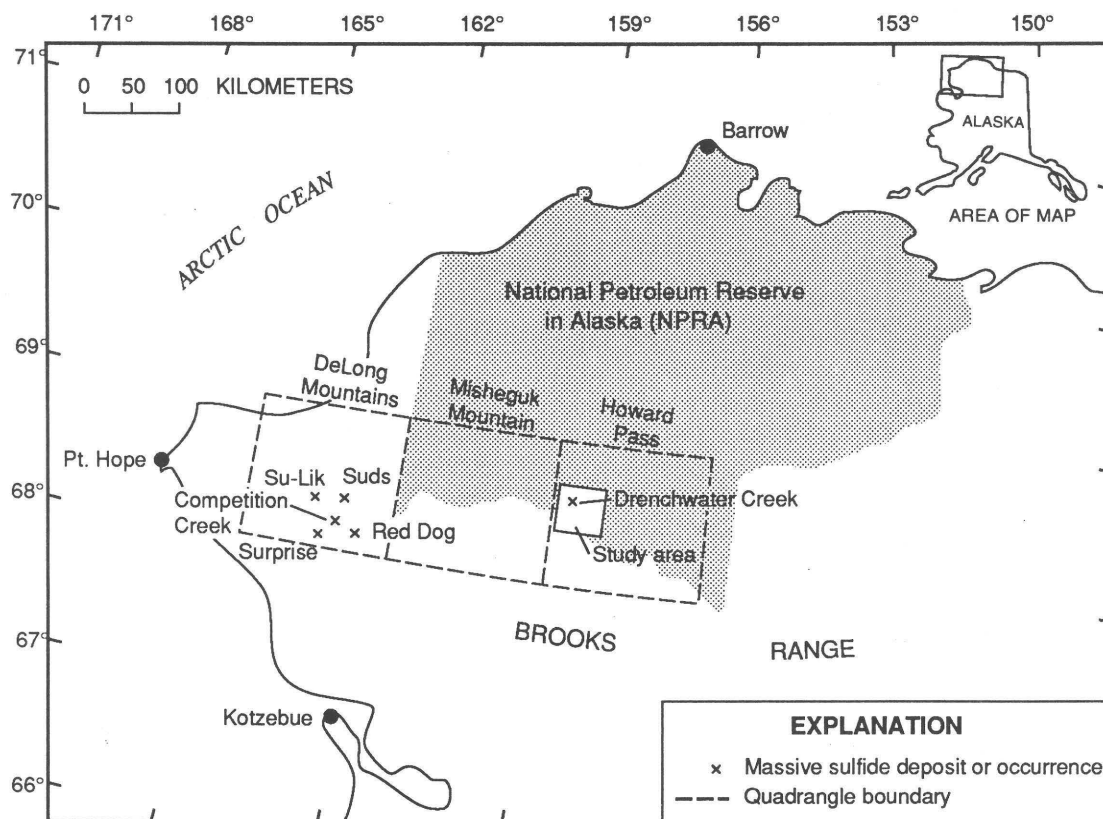 171° 168° 165° 162° 159° 156° 153° 150°
71°
0 50 100 KILOMETERS
Barrow
ALASKA
AREA OF MAP
ARCTIC OCEAN
70°
National Petroleum Reserve
in Alaska (NPRA)
69°
DeLong
Mountains
Misheguk
Mountain
Howard
Pass
Pt. Hope
68°
Su-Lik
Suds
Competition
Creek
Red Dog
Surprise
Drenchwater Creek
Study area
67°
BROOKS RANGE
Kotzebue
66°
EXPLANATION
x Massive sulfide deposit or occurrence
Quadrangle boundary